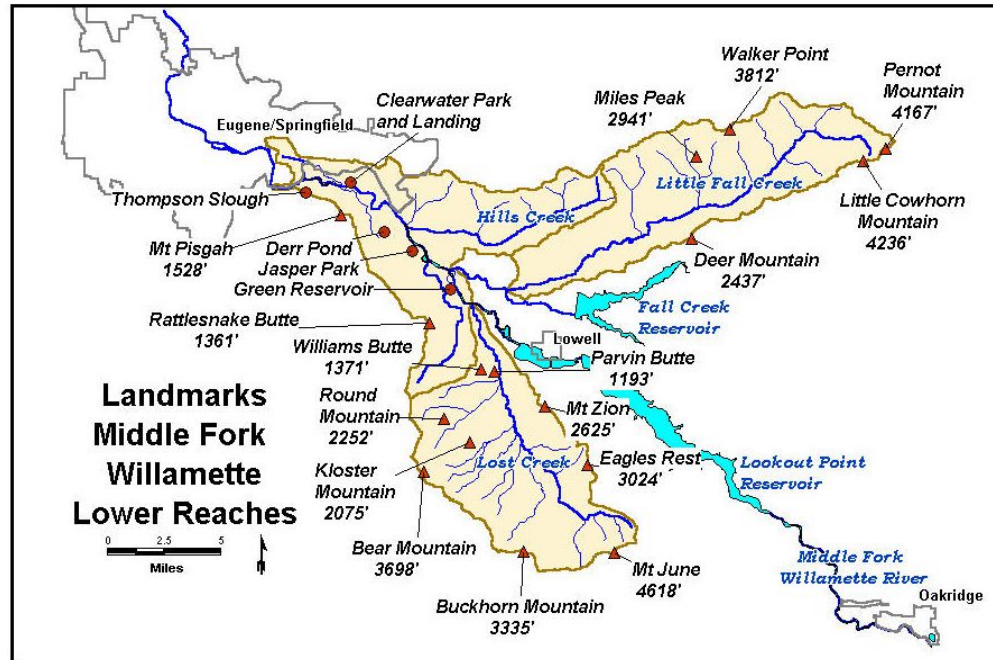 Walker Point
3812'
Pernot
Mountain
4167'
Miles Peak
2941'
Clearwater Park
and Landing
Eugene/Springfield
Thompson Slough
Little Fall Creek
Hills Creek
Little Cowhorn
Mountain
4236'
Mt Pisgah
1528'
Derr Pond
Jasper Park
Green Reservoir
Deer Mountain
2437'
Fall Creek
Reservoir
Rattlesnake Butte
1361'
Williams Butte
1371'
Lowell
Parvin Butte
1193'
Landmarks
Middle Fork
Willamette
Lower Reaches
Round
Mountain
2252'
Mt Zion
2625'
Kloster
Mountain
2075'
Lost Creek
Eagles Rest
3024'
Lookout Point
Reservoir
0 2.5 5
Miles
Bear Mountain
3698'
Buckhorn Mountain
3335'
Mt June
4618'
Middle Fork
Willamette River
Oakridge